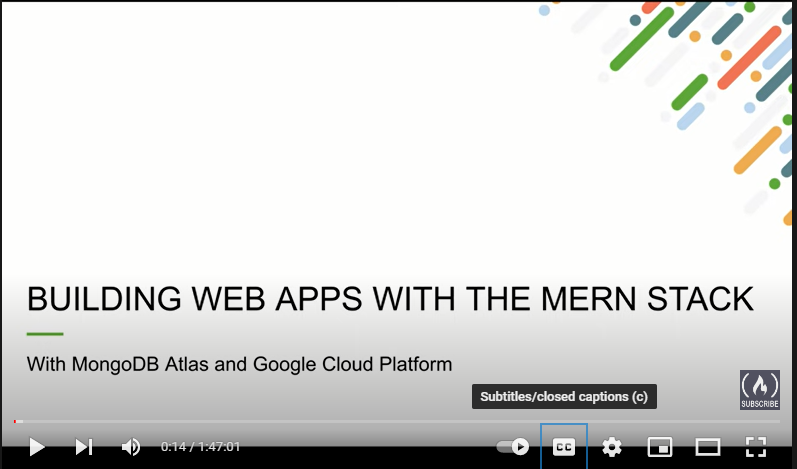 BUILDING WEB APPS WITH THE MERN STACK
With MongoDB Atlas and Google Cloud Platform
Subtitles/closed captions (c)
SUBSCRIBE
0:14 / 1:47:01
CC